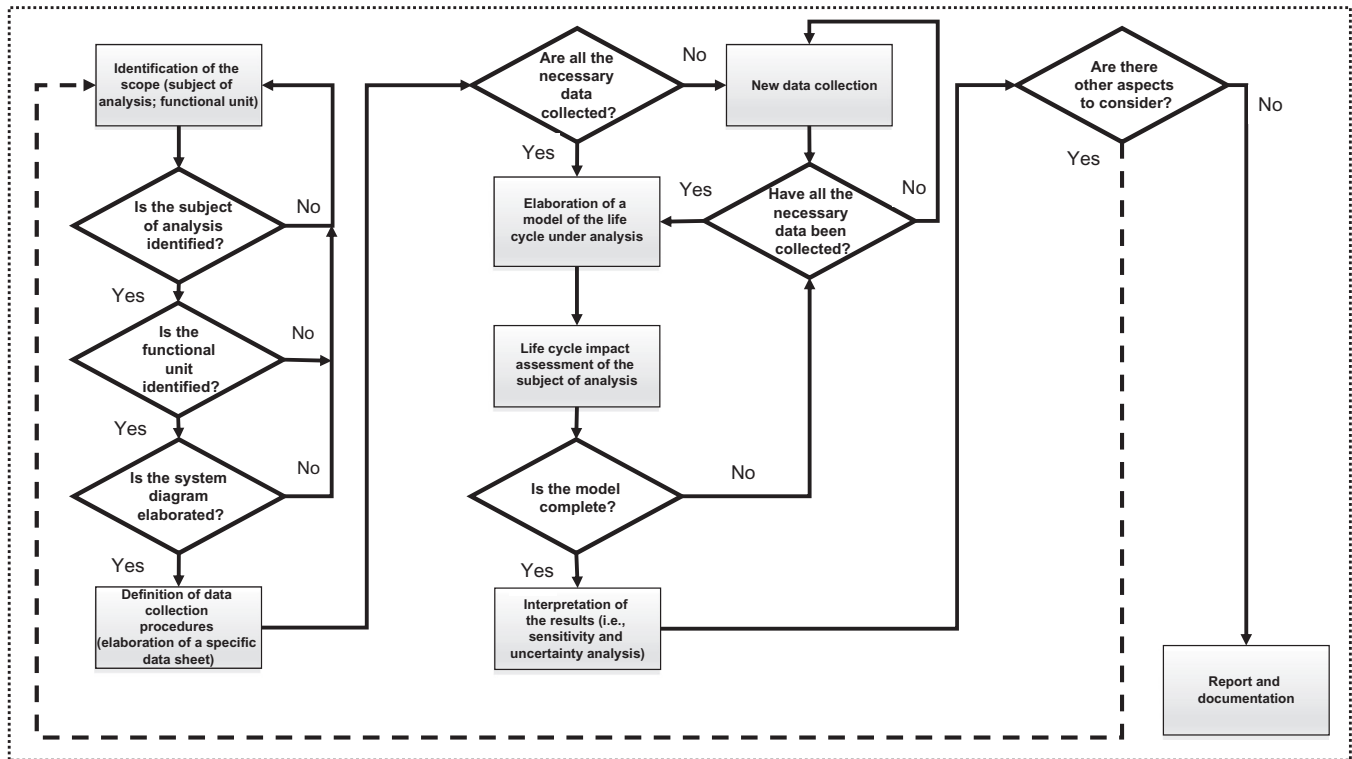 Identification of the
scope (subject of
analysis; functional unit)
Is the subject
of analysis
identified?
No
Yes
Is the
functional
unit
identified?
No
Yes
Is the system
diagram
elaborated?
No
Yes
Definition of data
collection
procedures
(elaboration of a specific
data sheet)
Are all the
necessary
data
collected?
No
Yes
New data collection
Have all the
necessary
data been
collected?
Yes
No
Elaboration of a
model of the life
cycle under analysis
Life cycle impact
assessment of the
subject of analysis
Is the model
complete?
No
Yes
Interpretation of
the results (i.e.,
sensitivity and
uncertainty analysis)
Are there
other aspects
to consider?
No
Yes
Report and
documentation